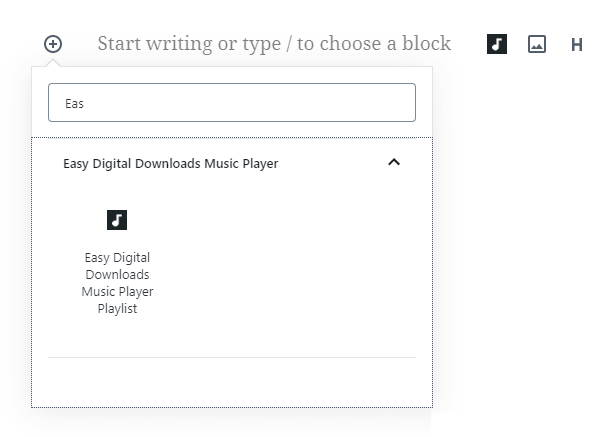 Start writing or type / to choose a block
H
Eas
Easy Digital Downloads Music Player
Easy Digital
Downloads
Music Player
Playlist